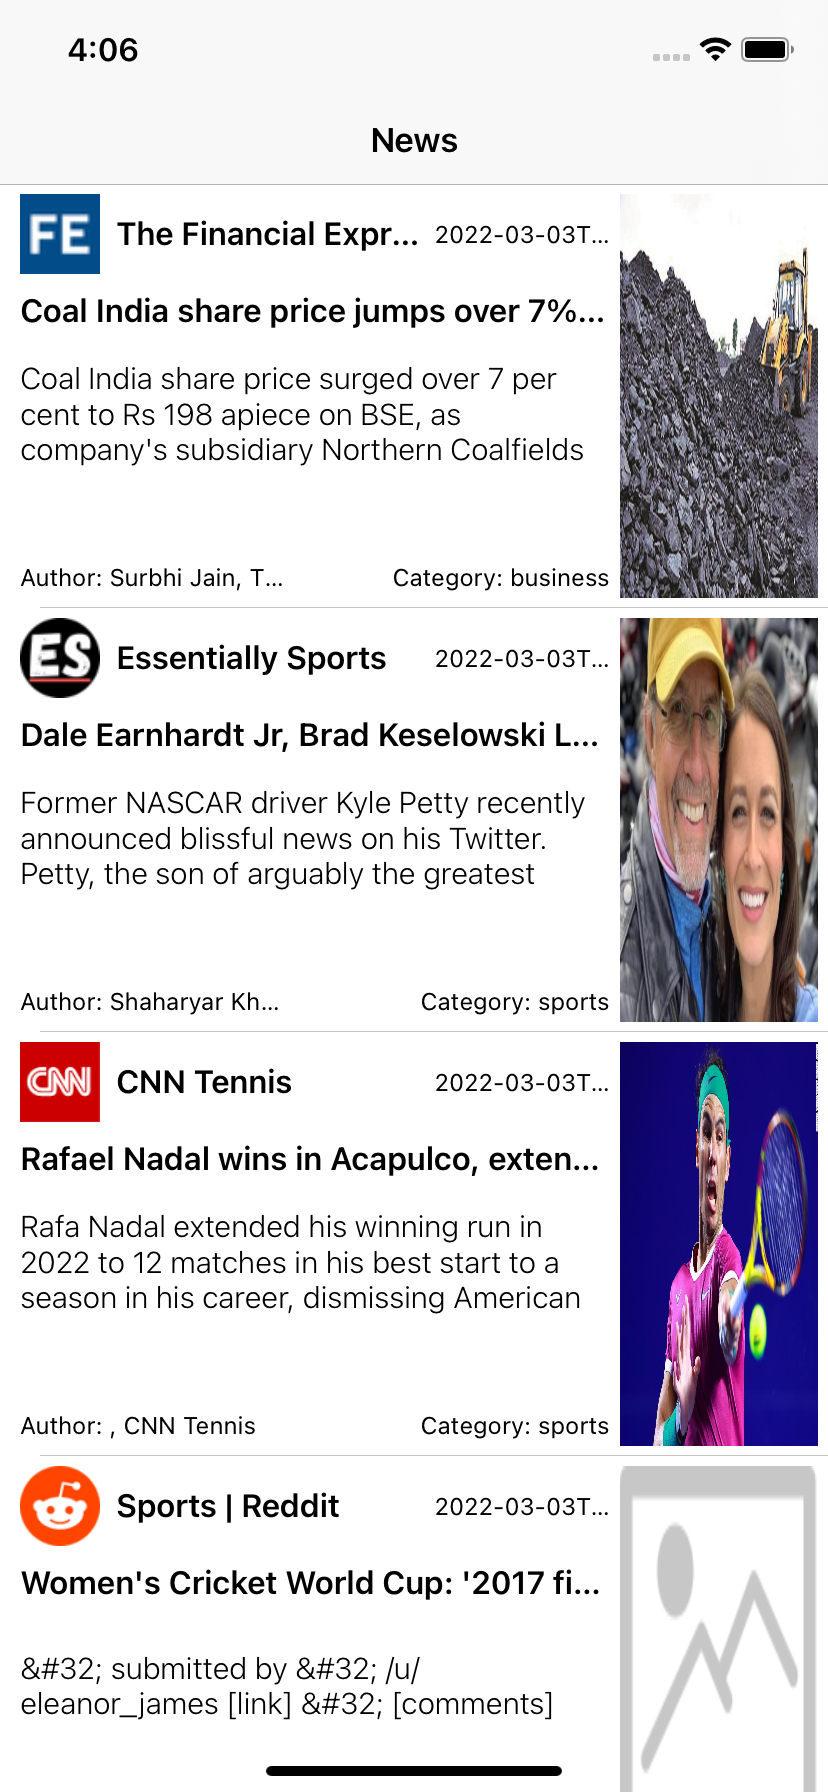 4:06
News
FE
The Financial Expr...
2022-03-03T...
Coal India share price jumps over 7%...
Coal India share price surged over 7 per
cent to Rs 198 apiece on BSE, as
company's subsidiary Northern Coalfields
Author: Surbhi Jain, T...
Category: business
ES
Essentially Sports
2022-03-03T...
Dale Earnhardt Jr, Brad Keselowski L...
Former NASCAR driver Kyle Petty recently
announced blissful news on his Twitter.
Petty, the son of arguably the greatest
Author: Shaharyar Kh...
Category: sports
CNN
CNN Tennis
2022-03-03T...
Rafael Nadal wins in Acapulco, exten...
Rafa Nadal extended his winning run in
2022 to 12 matches in his best start to a
season in his career, dismissing American
Author: , CNN Tennis
Category: sports
Sports | Reddit
2022-03-03T...
Women's Cricket World Cup: '2017 fi...
&#32; submitted by &#32; /u/
eleanor_james [link] &#32; [comments]